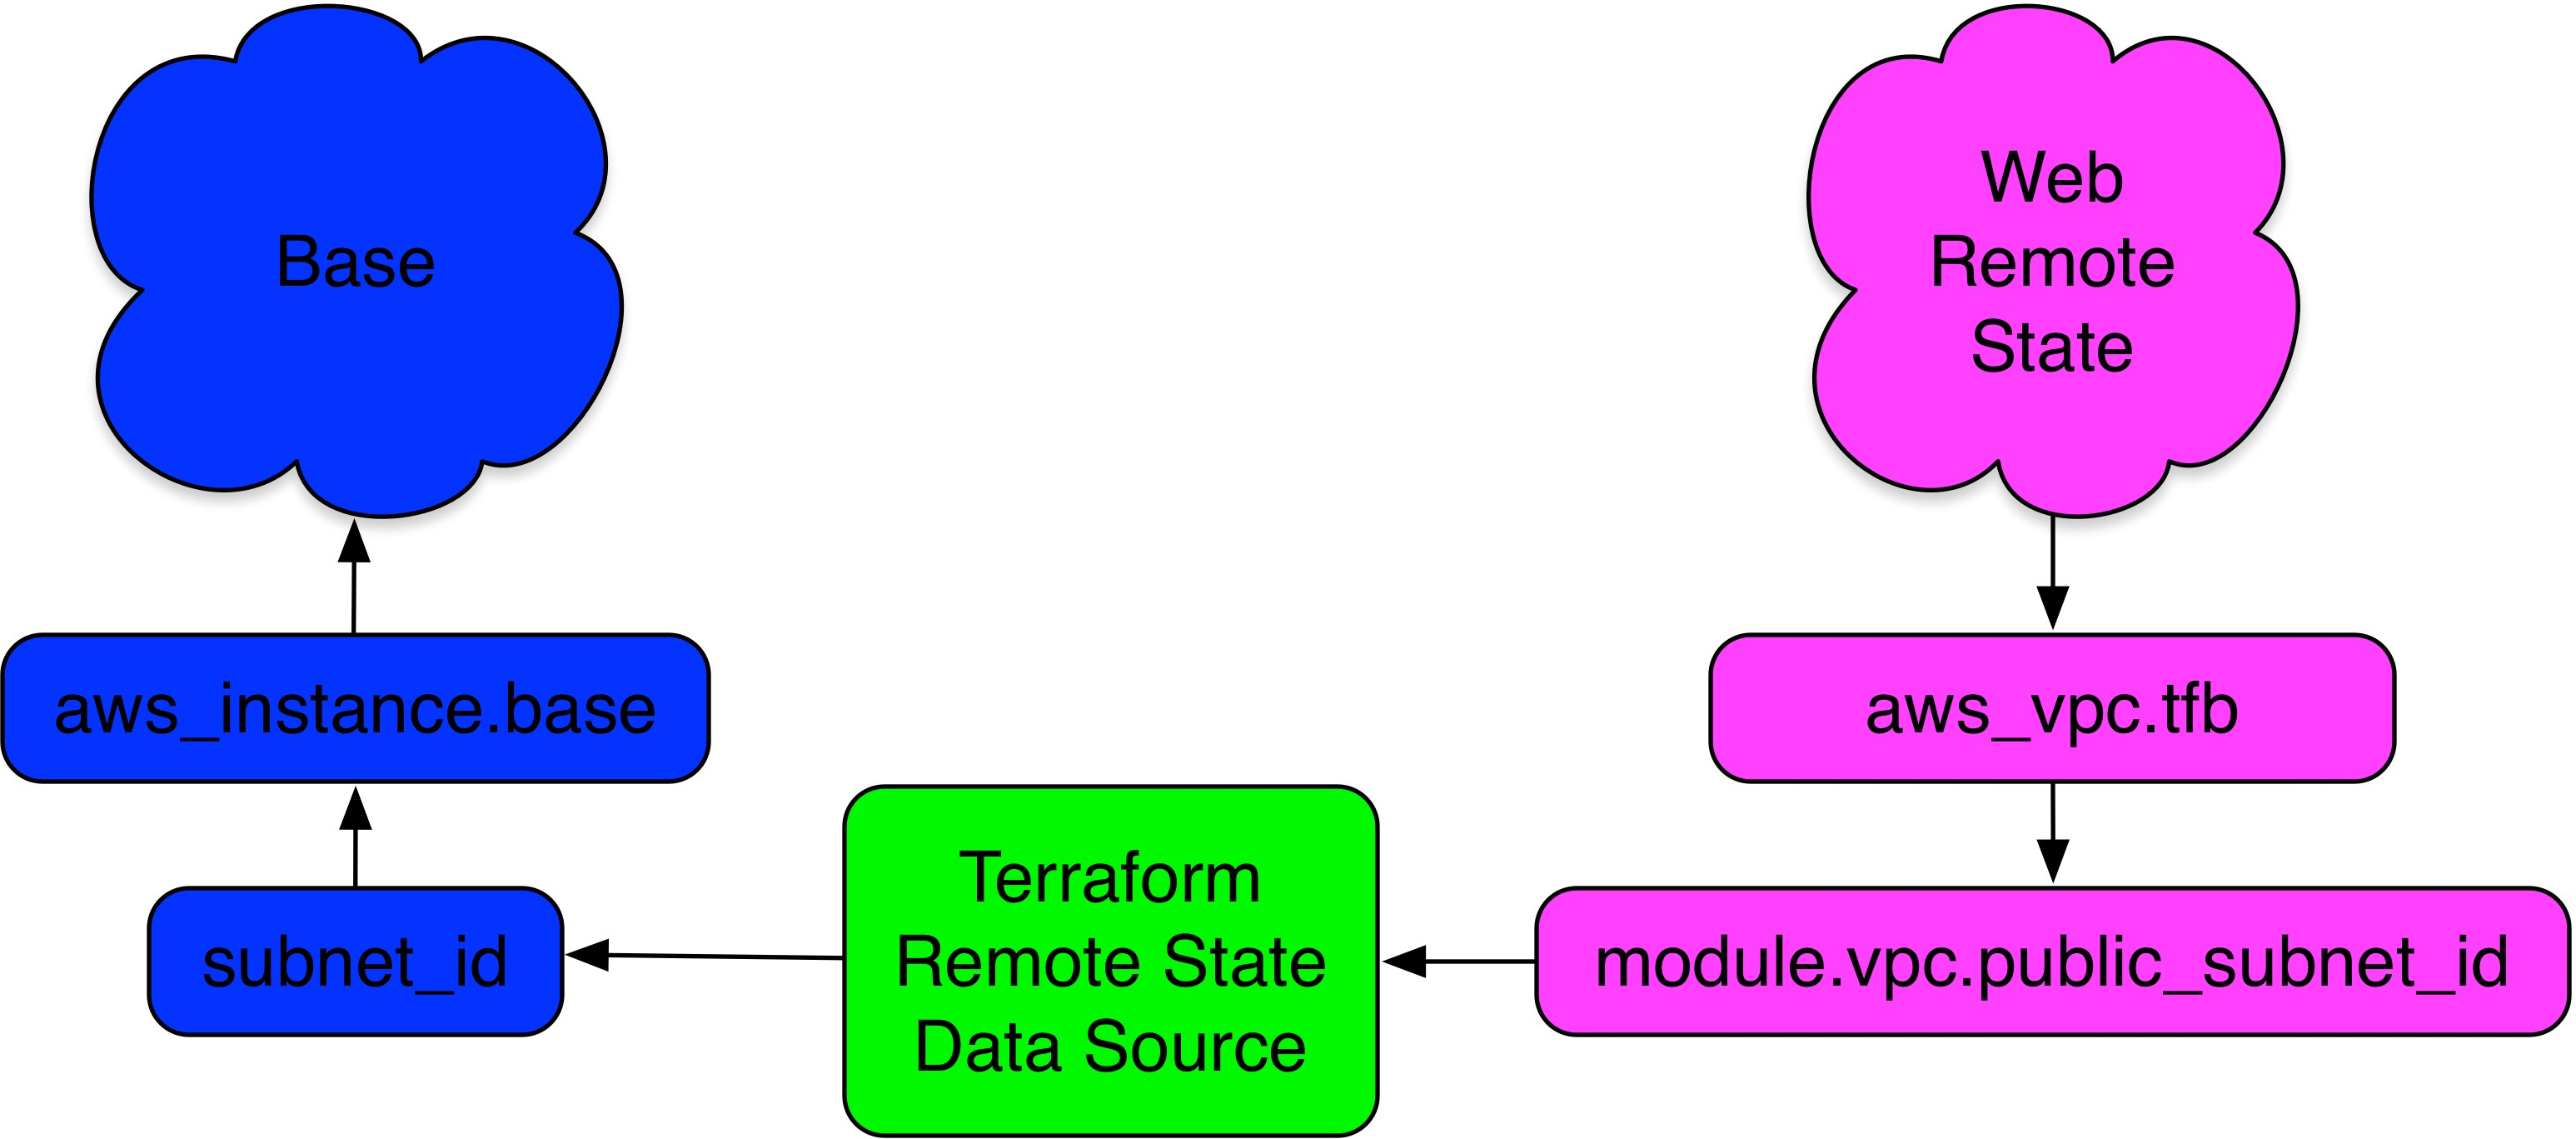 Base
Web
Remote
State
aws_instance.base
aws_vpc.tfb
Terraform
Remote State
Data Source
subnet_id
module.vpc.public_subnet_id